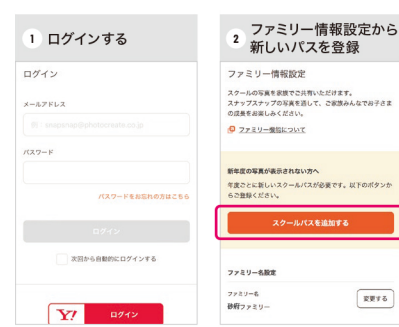 1 ログインする
ログイン
メールアドレス
例：snapsnap@photocreate.co.jp
パスワード
パスワードをお忘れの方はこちら
ログイン
次回から自動的にログインする
Y! ログイン
2 ファミリー情報設定から
新しいパスを登録
ファミリー情報設定
スクールの写真を家族でご共有いただけます。
スナップスナップの写真を通して、ご家族みんなでお子さま
の成長をお楽しみください。
ファミリー機能について
新年度の写真が表示されない方へ
年度ごとに新しいスクールパスが必要です。以下のボタンか
らご登録ください。
スクールパスを追加する
ファミリー名設定
ファミリー名
砂府ファミリー
変更する